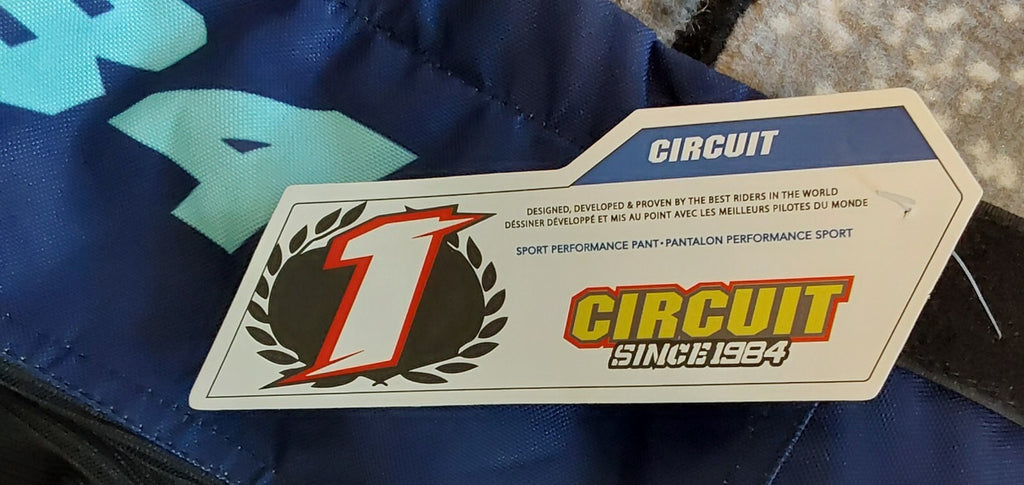 CIRCUIT
DESIGNED, DEVELOPED & PROVEN BY THE BEST RIDERS IN THE WORLD
DÉSSINER DÉVELOPPÉ ET MIS AU POINT AVEC LES MEILLEURS PILOTES DU MONDE
SPORT PERFORMANCE PANT • PANTALON PERFORMANCE SPORT
1
CIRCUIT
SINCE 1984